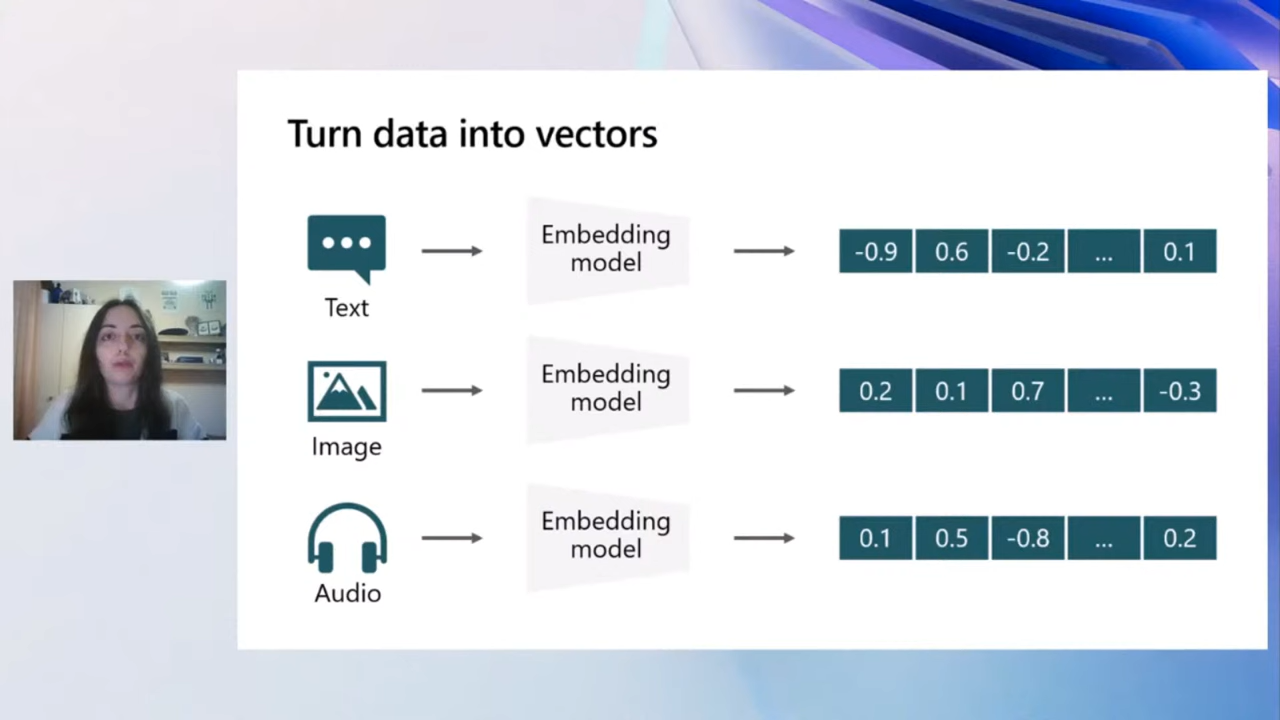 Turn data into vectors
Text
Embedding
model
-0.9 0.6 -0.2 ... 0.1
Image
Embedding
model
0.2 0.1 0.7 ... -0.3
Audio
Embedding
model
0.1 0.5 -0.8 ... 0.2